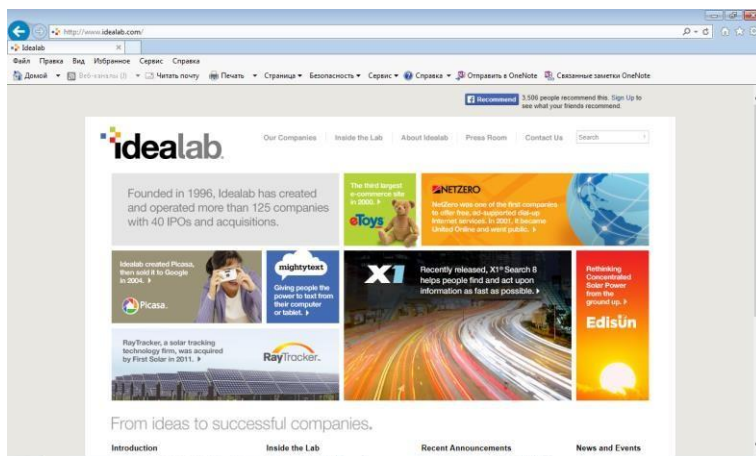 http://www.idealab.com/
Idealab
Файл Правка Вид Избранное Сервис Справка
Домой Веб-каналы (J) Читать почту Печать Страница Безопасность Сервис Справка Отправить в OneNote Связанные заметки OneNote
Recommend 3,506 people recommend this. Sign Up to
see what your friends recommend.
idealab
Our Companies Inside the Lab About Idealab Press Room Contact Us Search
Founded in 1996, Idealab has created
and operated more than 125 companies
with 40 IPOs and acquisitions.
The third largest
e-commerce site
in 2000.
eToys
NETZERO
NetZero was one of the first companies
to offer free, ad-supported dial-up
Internet services. In 2001, it became
United Online and went public.
Idealab created Picasa,
then sold it to Google
in 2004.
Picasa.
mightytext
Giving people the
power to text from
their computer
or tablet.
X1
Recently released, X1® Search 8
helps people find and act upon
information as fast as possible.
Rethinking
Concentrated
Solar Power
from the
ground up.
Edisun
RayTracker, a solar tracking
technology firm, was acquired
by First Solar in 2011.
RayTracker.
From ideas to successful companies.
Introduction Inside the Lab Recent Announcements News and Events